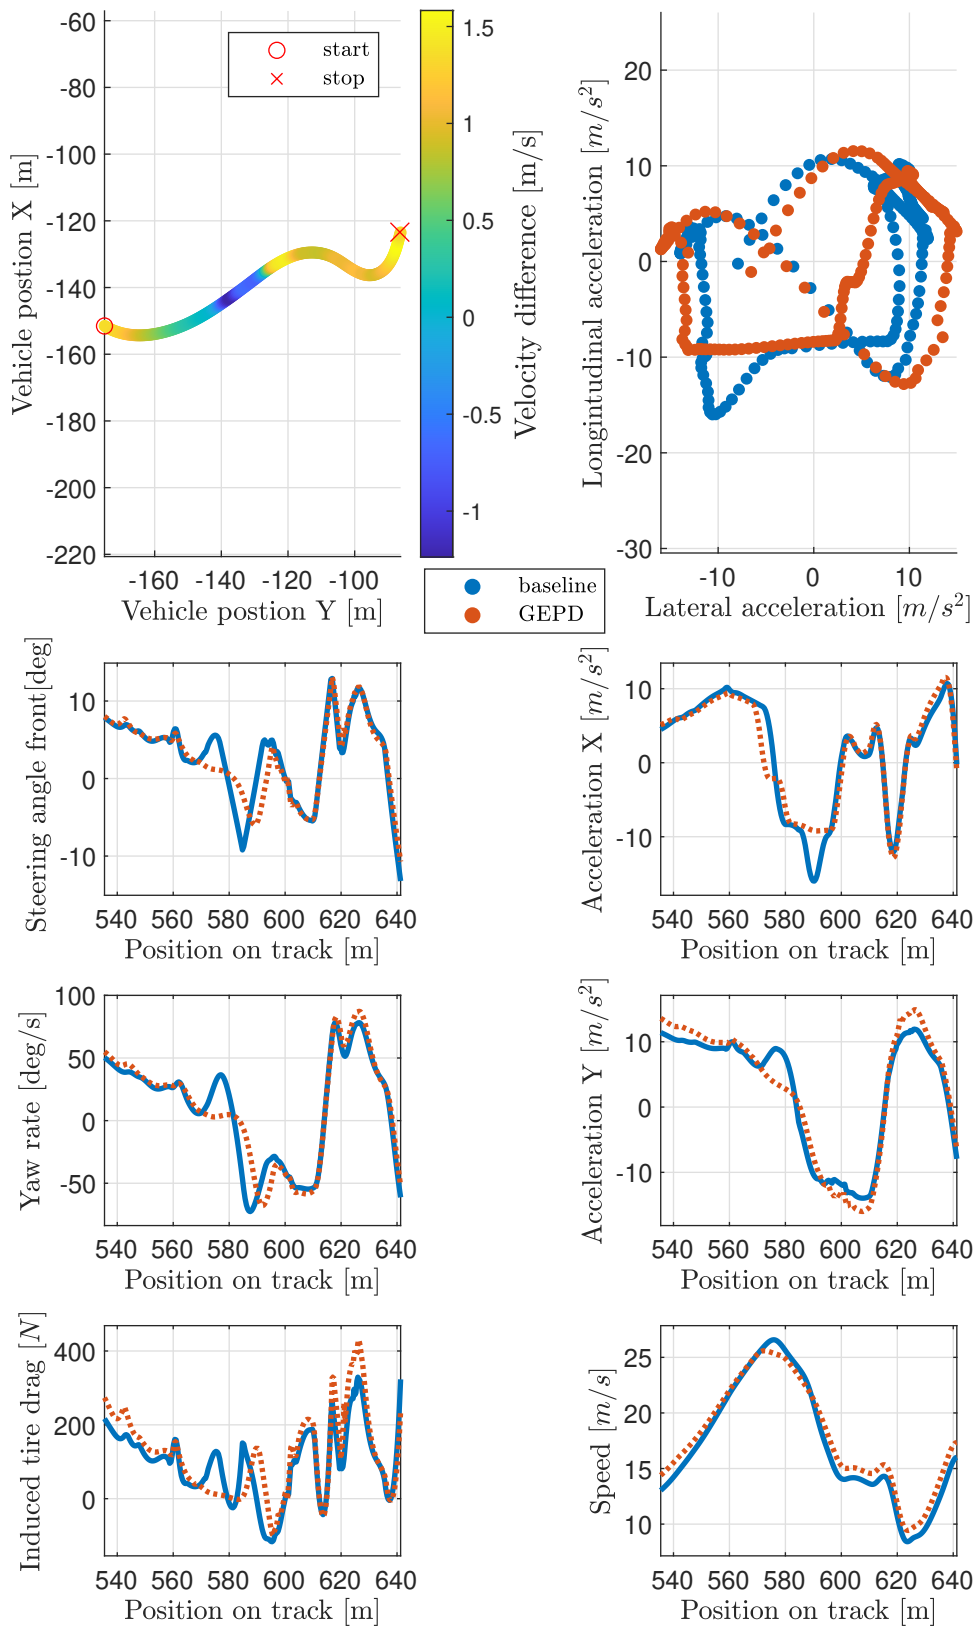 -60
-80
-100
-120
-140
-160
-180
-200
-220
-160 -140 -120 -100
Vehicle postion X [m]
Vehicle postion Y [m]
start
stop
1.5
1
0.5
0
-0.5
-1
Velocity difference [m/s]
20
10
0
-10
-20
-30
-10 0 10
Longintudinal acceleration [m/s²]
Lateral acceleration [m/s²]
baseline
GEPD
10
0
-10
540 560 580 600 620 640
Steering angle front[deg]
Position on track [m]
10
0
-10
540 560 580 600 620 640
Acceleration X [m/s²]
Position on track [m]
100
50
0
-50
540 560 580 600 620 640
Yaw rate [deg/s]
Position on track [m]
10
0
-10
540 560 580 600 620 640
Acceleration Y [m/s²]
Position on track [m]
400
200
0
540 560 580 600 620 640
Induced tire drag [N]
Position on track [m]
25
20
15
10
540 560 580 600 620 640
Speed [m/s]
Position on track [m]